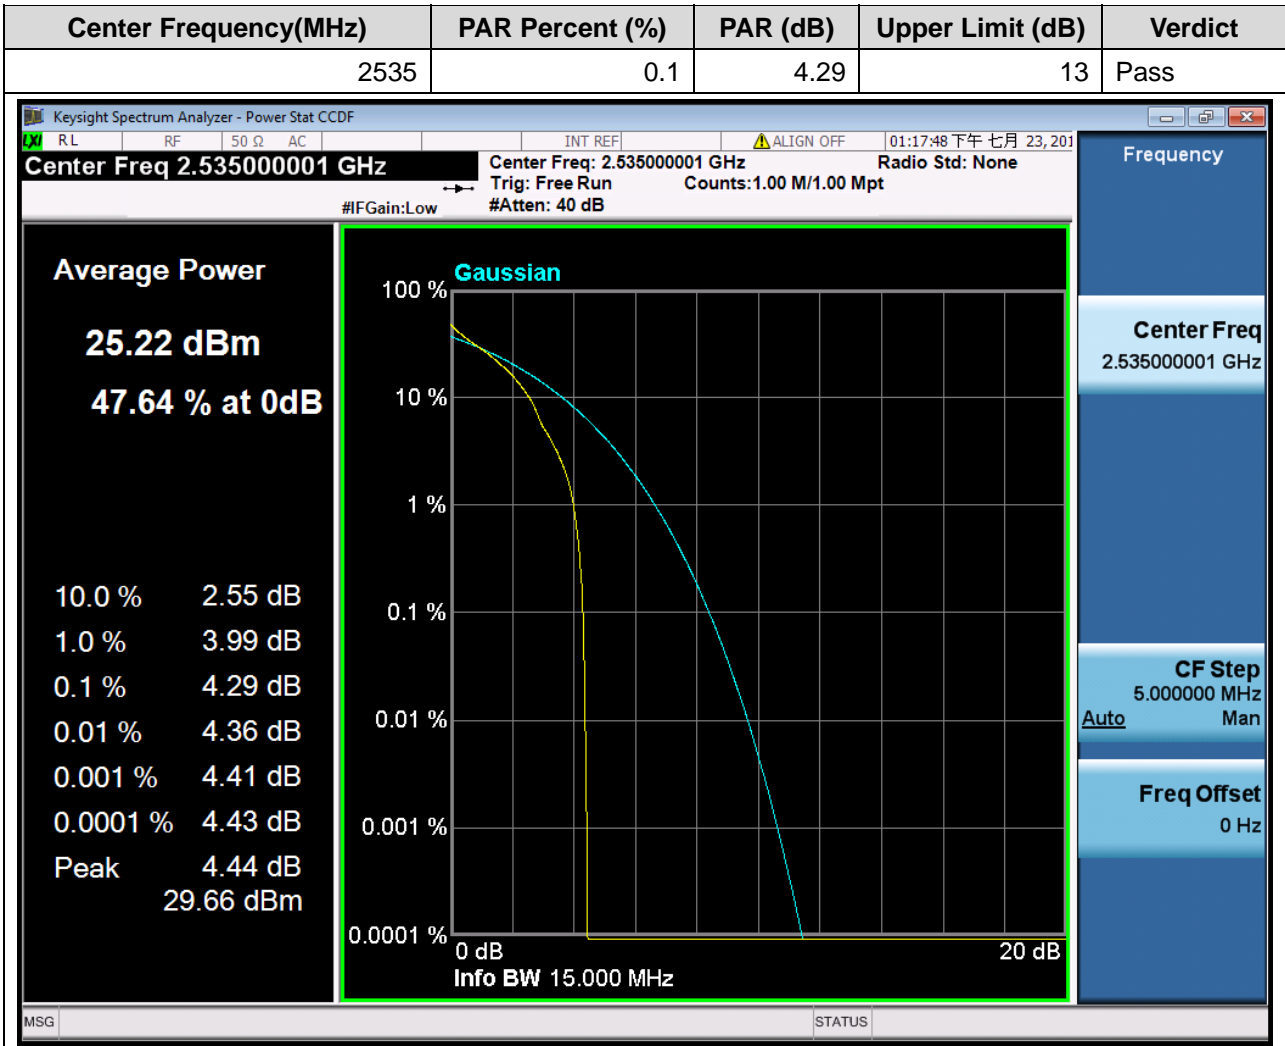 Center Frequency(MHz) PAR Percent (%) PAR (dB) Upper Limit (dB) Verdict
2535 0.1 4.29 13 Pass
Keysight Spectrum Analyzer - Power Stat CCDF
LXI RL RF 50 Ω AC INT REF ALIGN OFF 01:17:48 下午 七月 23, 201
Center Freq 2.535000001 GHz
Center Freq: 2.535000001 GHz Radio Std: None
Trig: Free Run Counts:1.00 M/1.00 Mpt
#IFGain:Low #Atten: 40 dB
Frequency
Average Power
25.22 dBm
47.64 % at 0dB
10.0 % 2.55 dB
1.0 % 3.99 dB
0.1 % 4.29 dB
0.01 % 4.36 dB
0.001 % 4.41 dB
0.0001 % 4.43 dB
Peak 4.44 dB
29.66 dBm
Gaussian
100 %
10 %
1 %
0.1 %
0.01 %
0.001 %
0.0001 %
0 dB 20 dB
Info BW 15.000 MHz
Center Freq
2.535000001 GHz
CF Step
5.000000 MHz
Auto Man
Freq Offset
0 Hz
MSG STATUS